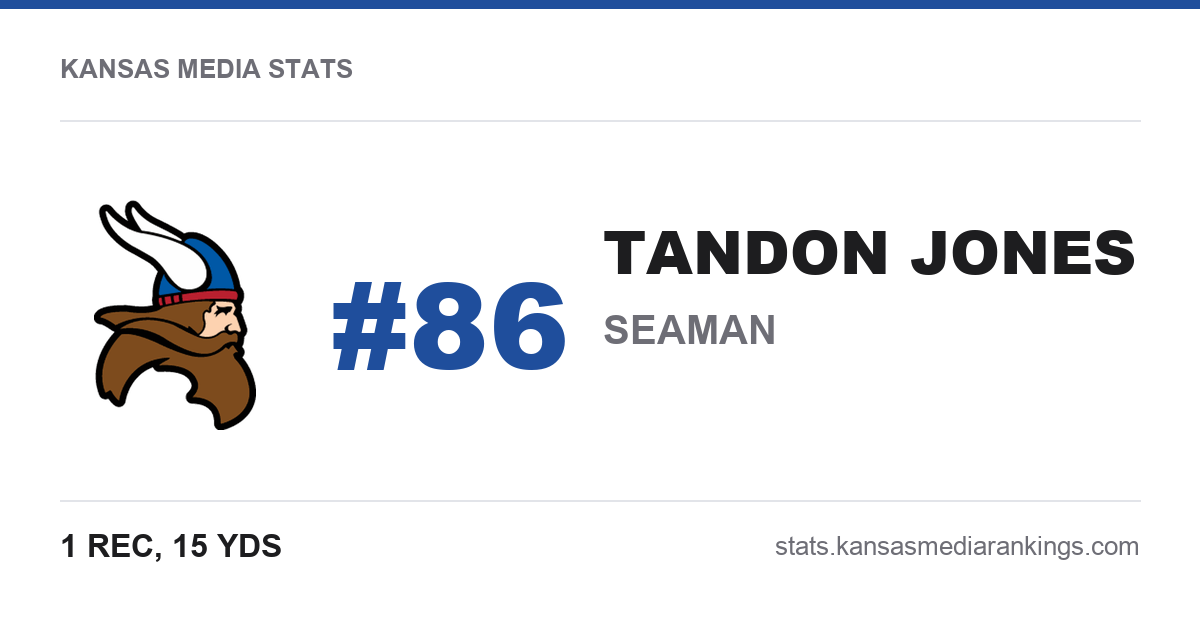 KANSAS MEDIA STATS
#86
TANDON JONES
SEAMAN
1 REC, 15 YDS
stats.kansasmediarankings.com